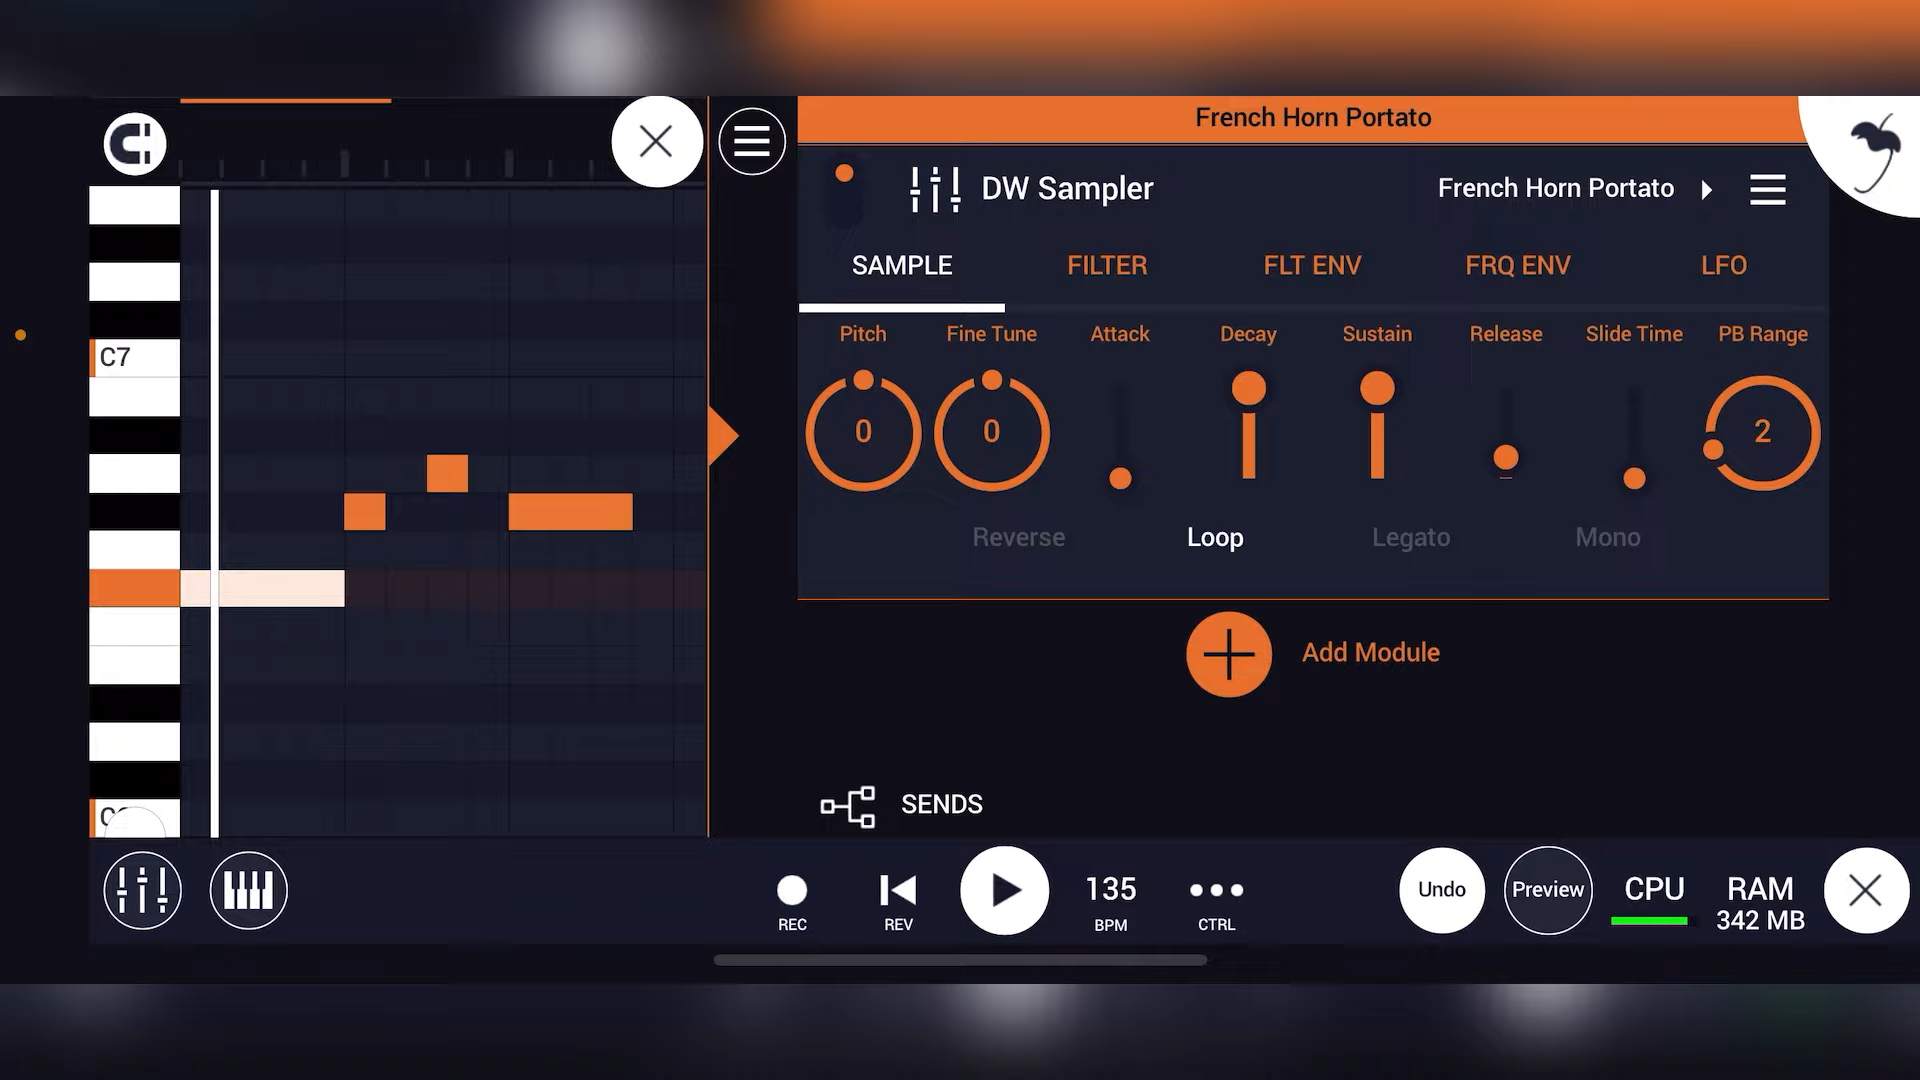 French Horn Portato
DW Sampler
French Horn Portato
SAMPLE
FILTER
FLT ENV
FRQ ENV
LFO
Pitch
Fine Tune
Attack
Decay
Sustain
Release
Slide Time
PB Range
C7
0
0
2
Reverse
Loop
Legato
Mono
Add Module
SENDS
135
Undo
Preview
CPU
RAM
342 MB
REC
REV
BPM
CTRL